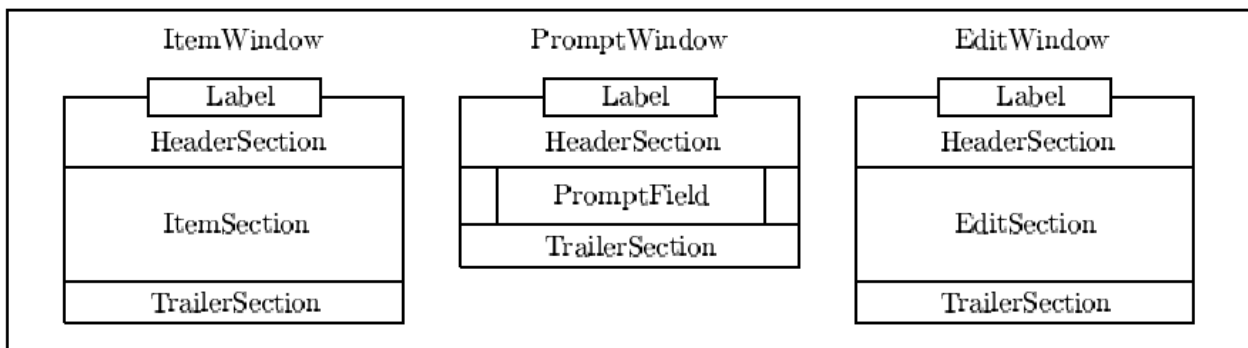 ItemWindow
PromptWindow
EditWindow
Label
Label
Label
HeaderSection
HeaderSection
HeaderSection
ItemSection
PromptField
EditSection
TrailerSection
TrailerSection
TrailerSection